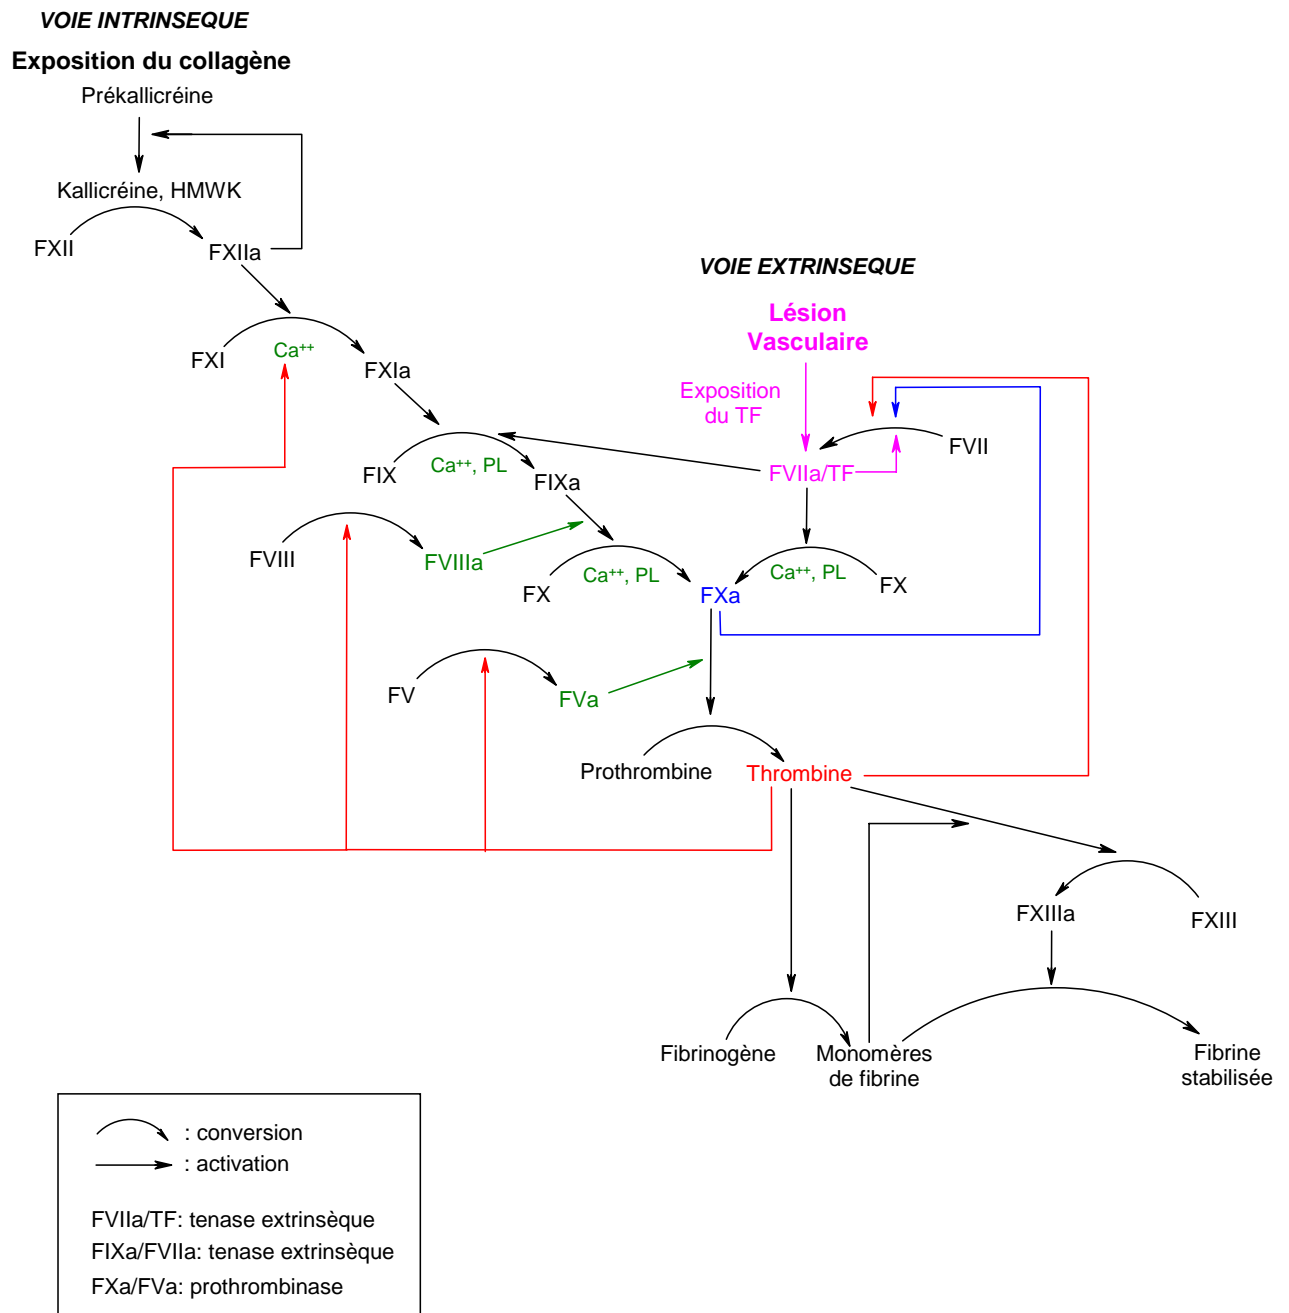 VOIE INTRINSEQUE
Exposition du collagène
Prékallicréine
Kallicréine, HMWK
FXII
FXIIa
VOIE EXTRINSEQUE
Lésion
Vasculaire
FXI
Ca++
FXIa
Exposition
du TF
FVII
FIX
Ca++, PL
FIXa
FVIIa/TF
FVIII
FVIIIa
FX
Ca++, PL
FXa
Ca++, PL
FX
FV
FVa
Prothrombine
Thrombine
FXIIIa
FXIII
Fibrinogène
Monomères
de fibrine
Fibrine
stabilisée
: conversion
: activation
FVIIa/TF: tenase extrinsèque
FIXa/FVIIa: tenase extrinsèque
FXa/FVa: prothrombinase